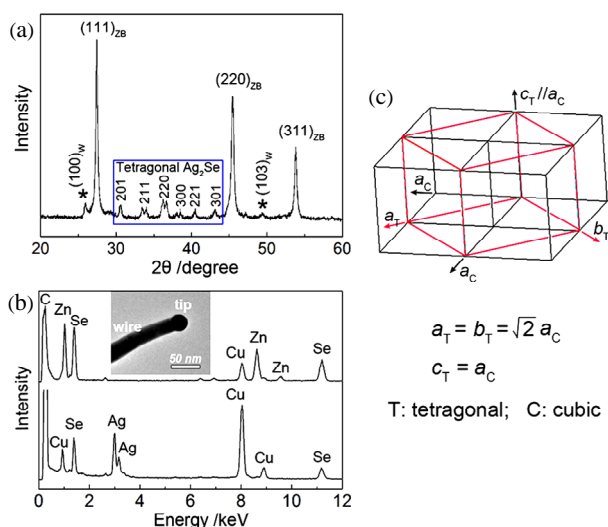 (a)
Intensity
(100)W
*
(111)ZB
Tetragonal Ag2Se
201
211
220
300
221
301
(220)ZB
(103)W
*
(311)ZB
20 30 40 50 60
2θ /degree
(b)
Intensity
C
Zn
Se
wire
tip
50 nm
Cu
Zn
Zn
Se
Cu
Se
Ag
Ag
Cu
Cu
Se
0 2 4 6 8 10 12
Energy /keV
(c)
cT//aC
aC
aT
bT
aC
aT = bT = √2 aC
cT = aC
T: tetragonal; C: cubic